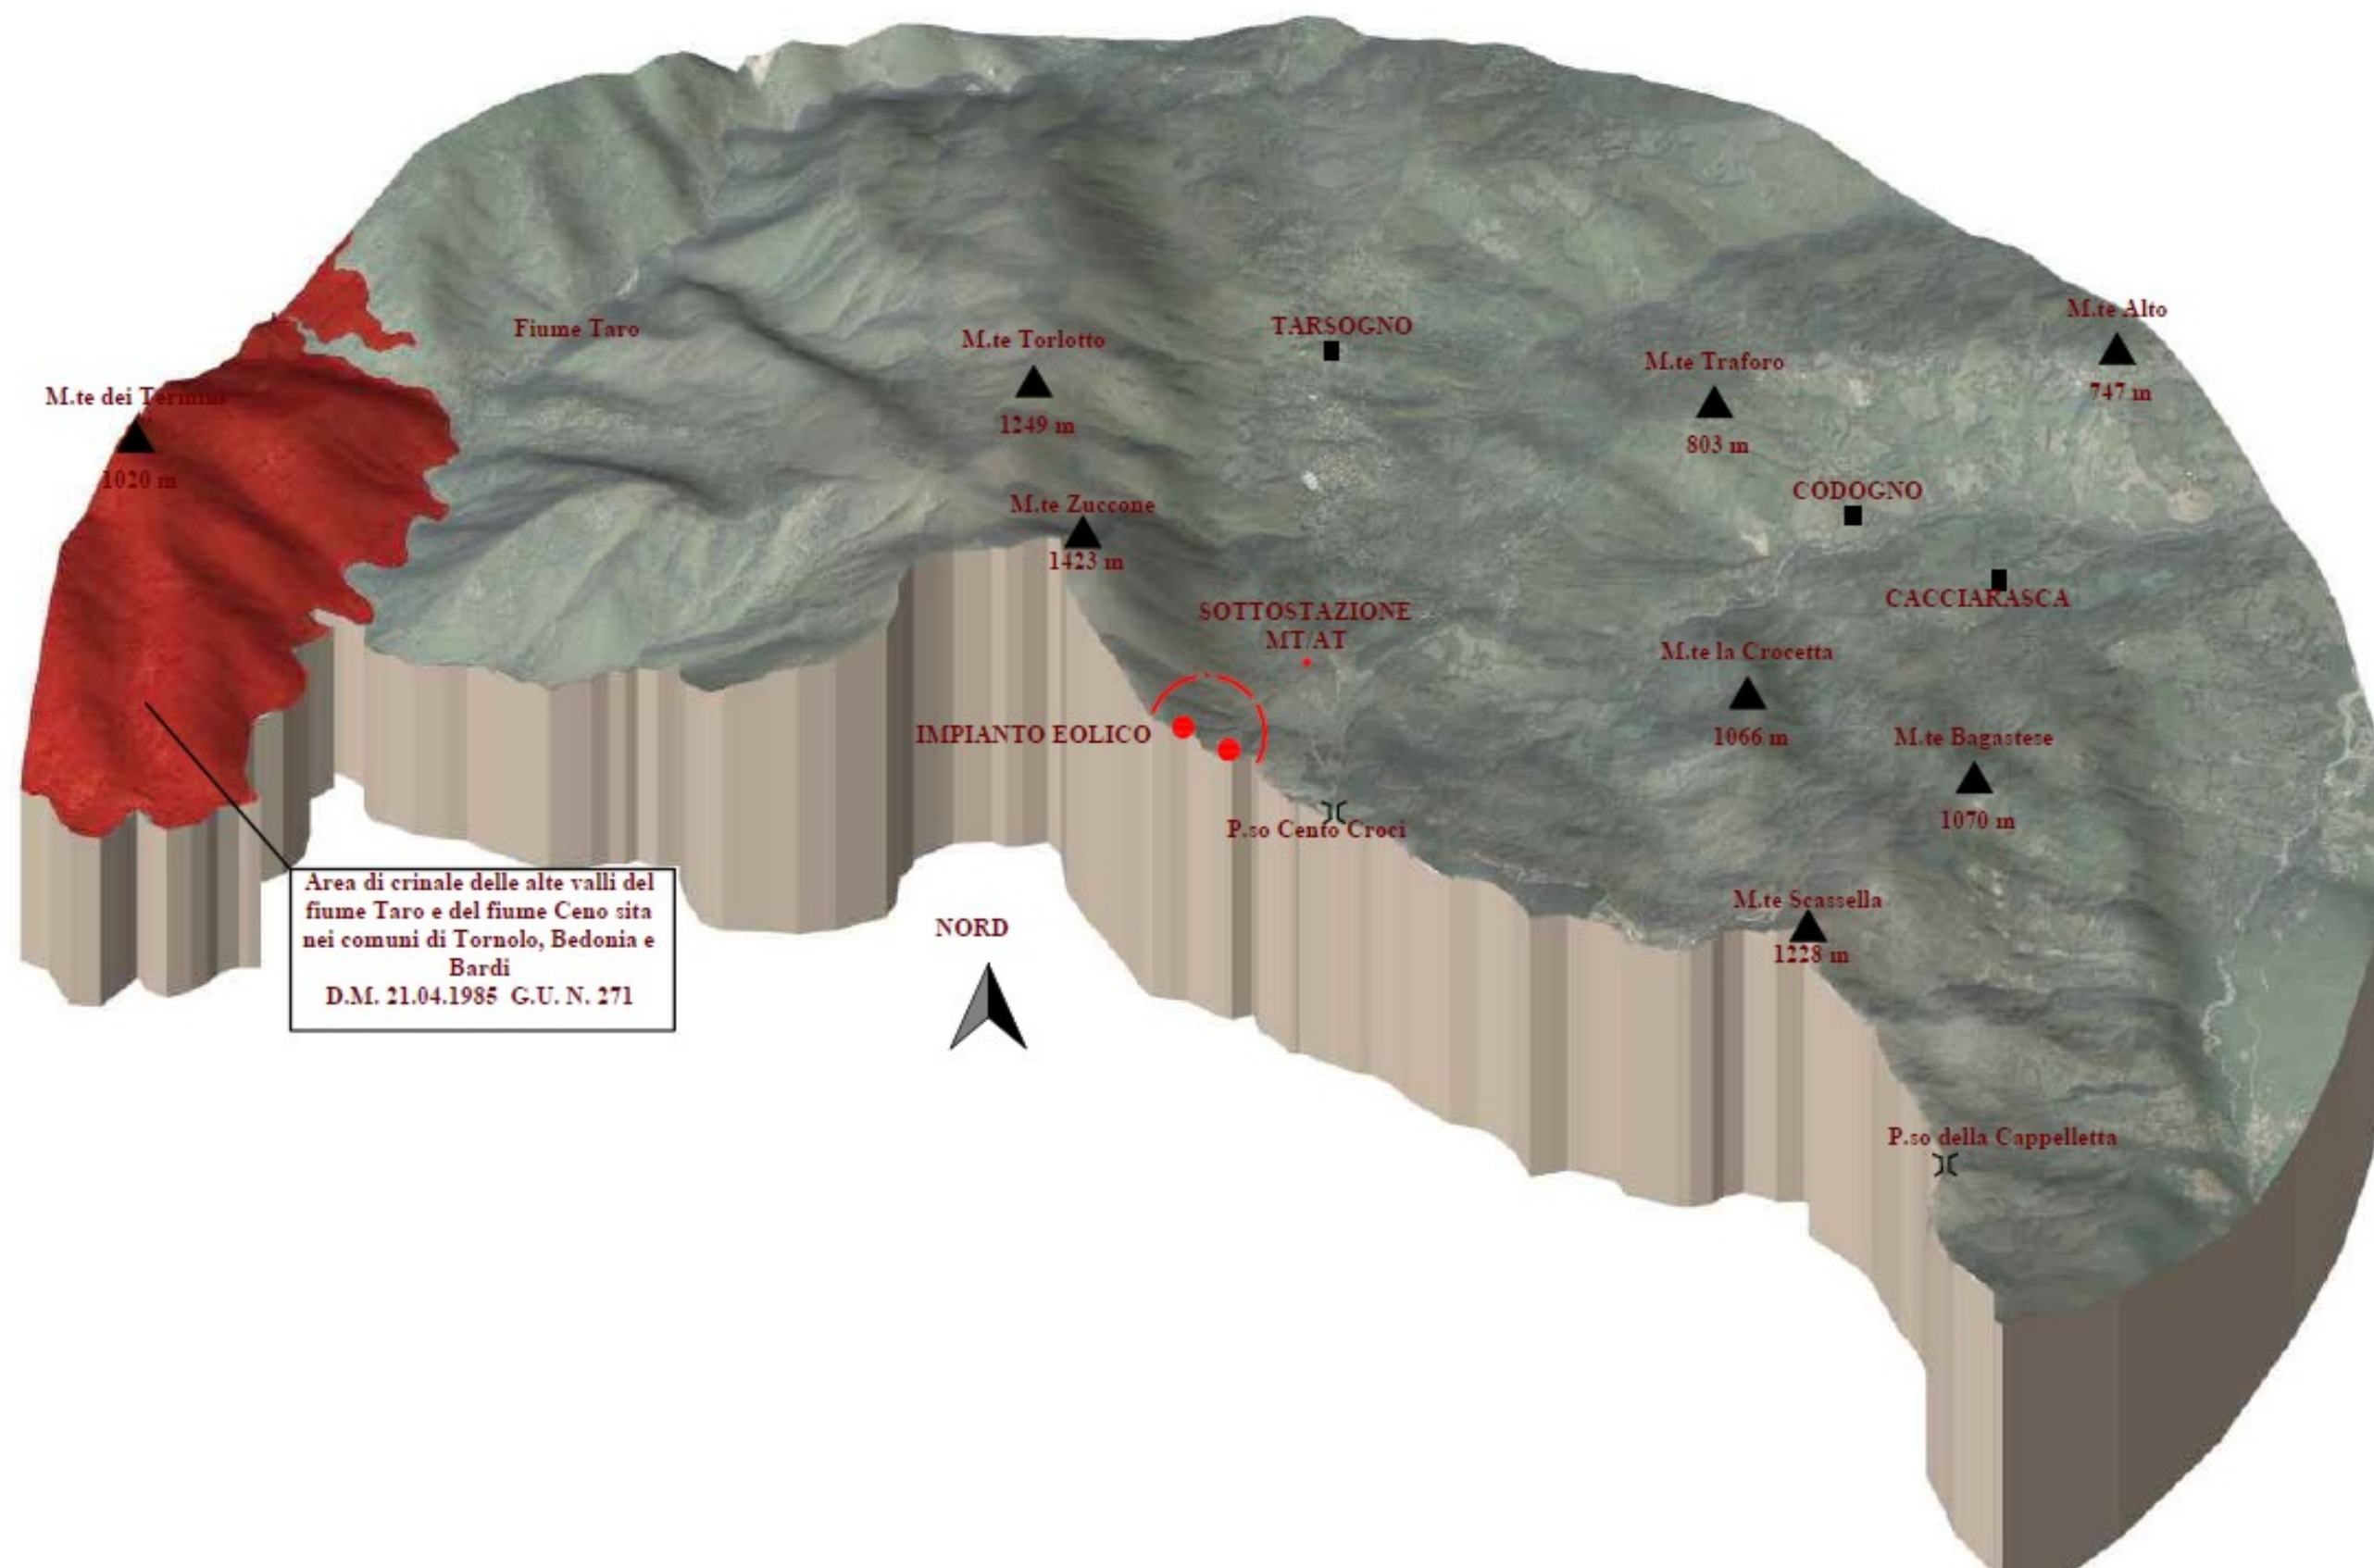 M.te Alto
747 m
Fiume Taro
M.te Torlotto
1249 m
TARSOGNO
M.te Traforo
803 m
M.te dei Termini
1020 m
M.te Zuccone
1423 m
CODOGNO
CACCIARASCA
SOTTOSTAZIONE
MT/AT
M.te la Crocetta
1066 m
IMPIANTO EOLICO
M.te Bagastese
1070 m
P.so Cento Croci
Area di crinale delle alte valli del
fiume Taro e del fiume Ceno sita
nei comuni di Tornolo, Bedonia e
Bardi
D.M. 21.04.1985 G.U. N. 271
NORD
M.te Scassella
1228 m
P.so della Cappelletta